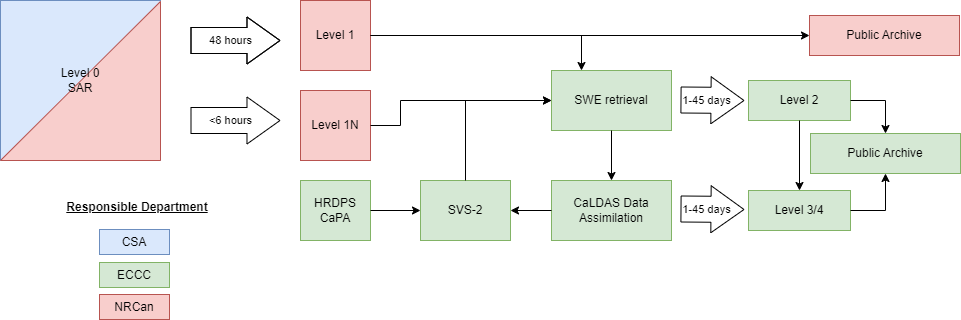 Level 0
SAR
48 hours
Level 1
Public Archive
<6 hours
Level 1N
SWE retrieval
1-45 days
Level 2
Public Archive
HRDPS
CaPA
SVS-2
CaLDAS Data
Assimilation
1-45 days
Level 3/4
Responsible Department
CSA
ECCC
NRCan